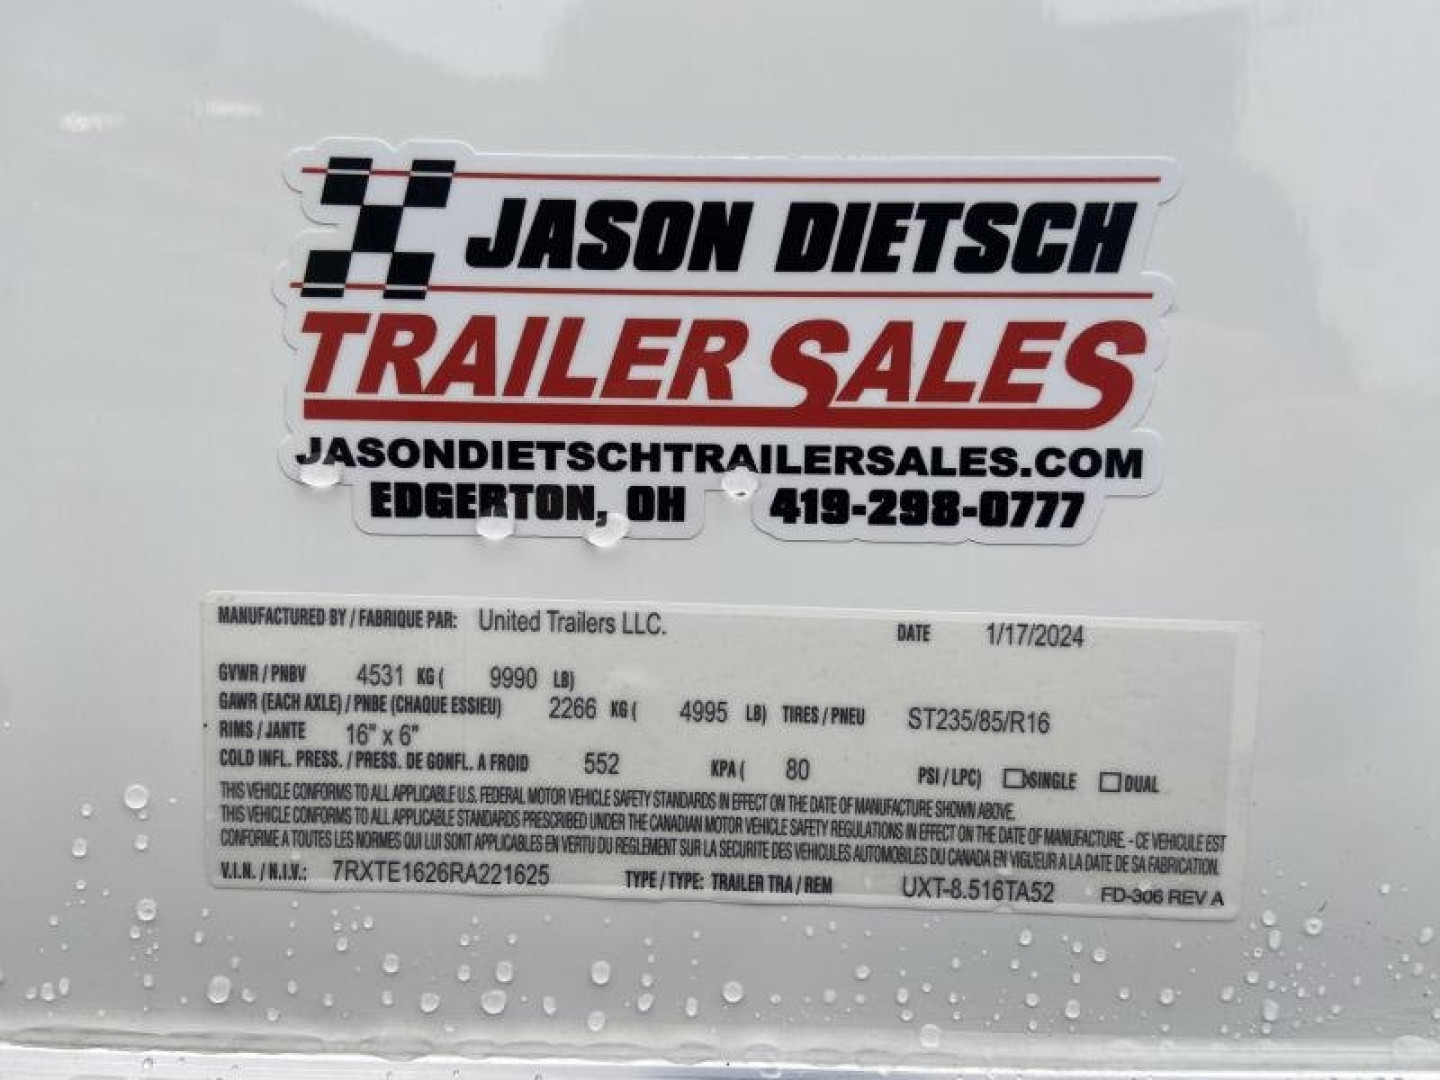 JASON DIETSCH
TRAILER SALES
JASONDIETSCHTRAILERSALES.COM
EDGERTON, OH 419-298-0777
MANUFACTURED BY / FABRIQUE PAR: United Trailers LLC. DATE 1/17/2024
GVWR / PNBV 4531 KG ( 9990 LB)
GAWR (EACH AXLE) / PNBE (CHAQUE ESSIEU) 2266 KG ( 4995 LB) TIRES / PNEU ST235/85/R16
RIMS / JANTE 16" x 6"
COLD INFL. PRESS. / PRESS. DE GONFL. A FROID 552 KPA ( 80 PSI / LPC) SINGLE DUAL
THIS VEHICLE CONFORMS TO ALL APPLICABLE U.S. FEDERAL MOTOR VEHICLE SAFETY STANDARDS IN EFFECT ON THE DATE OF MANUFACTURE SHOWN ABOVE.
THIS VEHICLE CONFORMS TO ALL APPLICABLE STANDARDS PRESCRIBED UNDER THE CANADIAN MOTOR VEHICLE SAFETY REGULATIONS IN EFFECT ON THE DATE OF MANUFACTURE. - CE VEHICULE EST
CONFORME A TOUTES LES NORMES QUI LUI SONT APPLICABLES EN VERTU DU REGLEMENT SUR LA SECURITE DES VEHICULES AUTOMOBILES DU CANADA EN VIGUEUR A LA DATE DE SA FABRICATION.
V.I.N. / N.I.V.: 7RXTE1626RA221625 TYPE / TYPE: TRAILER TRA / REM UXT-8.516TA52 FD-306 REV A